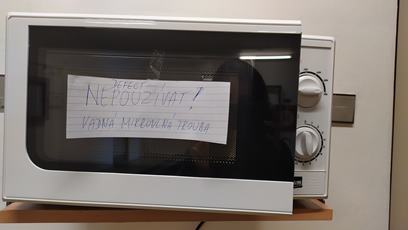 DEFECT
NEPOUŽÍVAT!
VADNÁ MIKROVLNÁ TROUBA